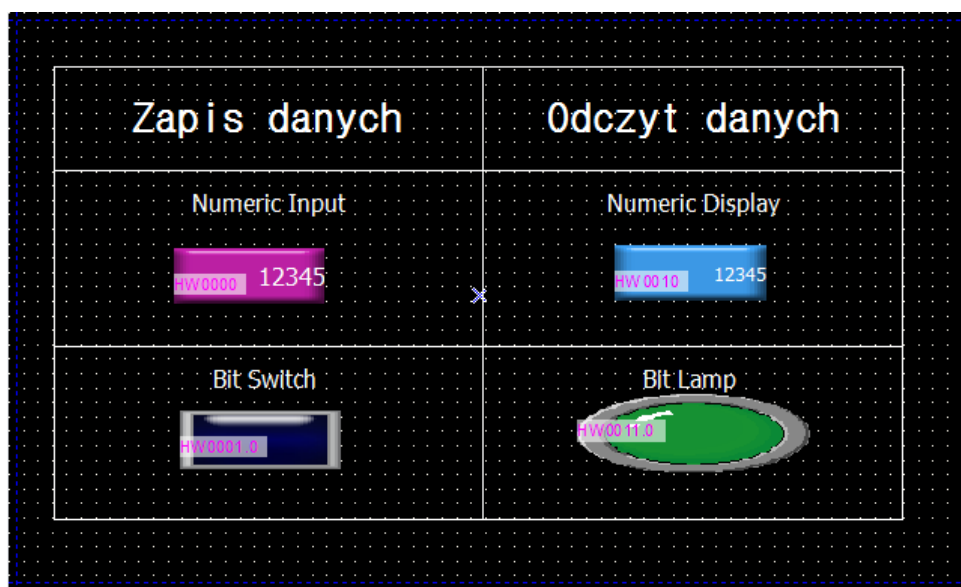 Zapis danych
Odczyt danych
Numeric Input
Numeric Display
HW0000
12345
HW0010
12345
Bit Switch
Bit Lamp
HW0001.0
HW0011.0